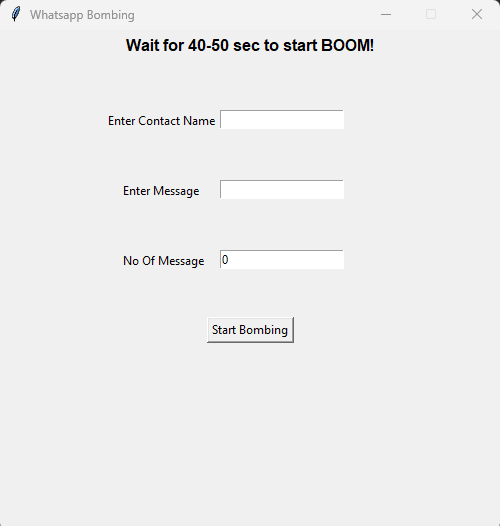 Whatsapp Bombing
Wait for 40-50 sec to start BOOM!
Enter Contact Name
Enter Message
No Of Message 0
Start Bombing